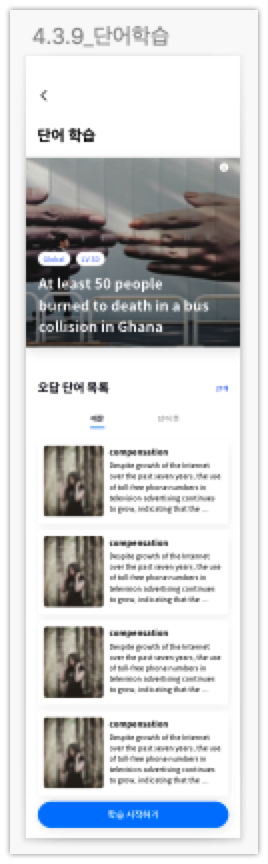 4.3.9_단어학습
단어 학습
Global
LV.10
At least 50 people
burned to death in a bus
collision in Ghana
오답 단어 목록
compensation
Despite growth of the Internet
over the past seven years, the use
of toll-free phone numbers in
television advertising continues
to grow, indicating that the ...
compensation
Despite growth of the Internet
over the past seven years, the use
of toll-free phone numbers in
television advertising continues
to grow, indicating that the ...
compensation
Despite growth of the Internet
over the past seven years, the use
of toll-free phone numbers in
television advertising continues
to grow, indicating that the ...
compensation
Despite growth of the Internet
over the past seven years, the use
of toll-free phone numbers in
television advertising continues
to grow, indicating that the ...
학습 시작하기